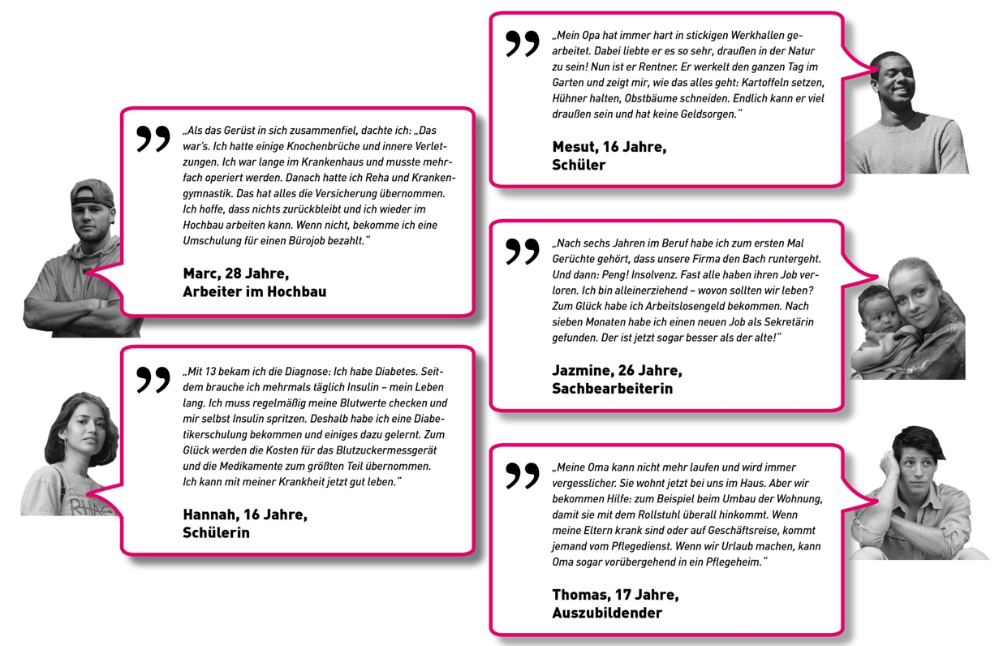 „Als das Gerüst in sich zusammenfiel, dachte ich: „Das
war’s. Ich hatte einige Knochenbrüche und innere Verlet-
zungen. Ich war lange im Krankenhaus und musste mehr-
fach operiert werden. Danach hatte ich Reha und Kranken-
gymnastik. Das hat alles die Versicherung übernommen.
Ich hoffe, dass nichts zurückbleibt und ich wieder im
Hochbau arbeiten kann. Wenn nicht, bekomme ich eine
Umschulung für einen Bürojob bezahlt.“
Marc, 28 Jahre,
Arbeiter im Hochbau
„Mit 13 bekam ich die Diagnose: Ich habe Diabetes. Seit-
dem brauche ich mehrmals täglich Insulin – mein Leben
lang. Ich muss regelmäßig meine Blutwerte checken und
mir selbst Insulin spritzen. Deshalb habe ich eine Diabe-
tikerschulung bekommen und einiges dazu gelernt. Zum
Glück werden die Kosten für das Blutzuckermessgerät
und die Medikamente zum größten Teil übernommen.
Ich kann mit meiner Krankheit jetzt gut leben.“
Hannah, 16 Jahre,
Schülerin
„Mein Opa hat immer hart in stickigen Werkhallen ge-
arbeitet. Dabei liebte er es so sehr, draußen in der Natur
zu sein! Nun ist er Rentner. Er werkelt den ganzen Tag im
Garten und zeigt mir, wie das alles geht: Kartoffeln setzen,
Hühner halten, Obstbäume schneiden. Endlich kann er viel
draußen sein und hat keine Geldsorgen.“
Mesut, 16 Jahre,
Schüler
„Nach sechs Jahren im Beruf habe ich zum ersten Mal
Gerüchte gehört, dass unsere Firma den Bach runtergeht.
Und dann: Peng! Insolvenz. Fast alle haben ihren Job ver-
loren. Ich bin alleinerziehend – wovon sollten wir leben?
Zum Glück habe ich Arbeitslosengeld bekommen. Nach
sieben Monaten habe ich einen neuen Job als Sekretärin
gefunden. Der ist jetzt sogar besser als der alte!“
Jazmine, 26 Jahre,
Sachbearbeiterin
„Meine Oma kann nicht mehr laufen und wird immer
vergesslicher. Sie wohnt jetzt bei uns im Haus. Aber wir
bekommen Hilfe: zum Beispiel beim Umbau der Wohnung,
damit sie mit dem Rollstuhl überall hinkommt. Wenn
meine Eltern krank sind oder auf Geschäftsreise, kommt
jemand vom Pflegedienst. Wenn wir Urlaub machen, kann
Oma sogar vorübergehend in ein Pflegeheim.“
Thomas, 17 Jahre,
Auszubildender